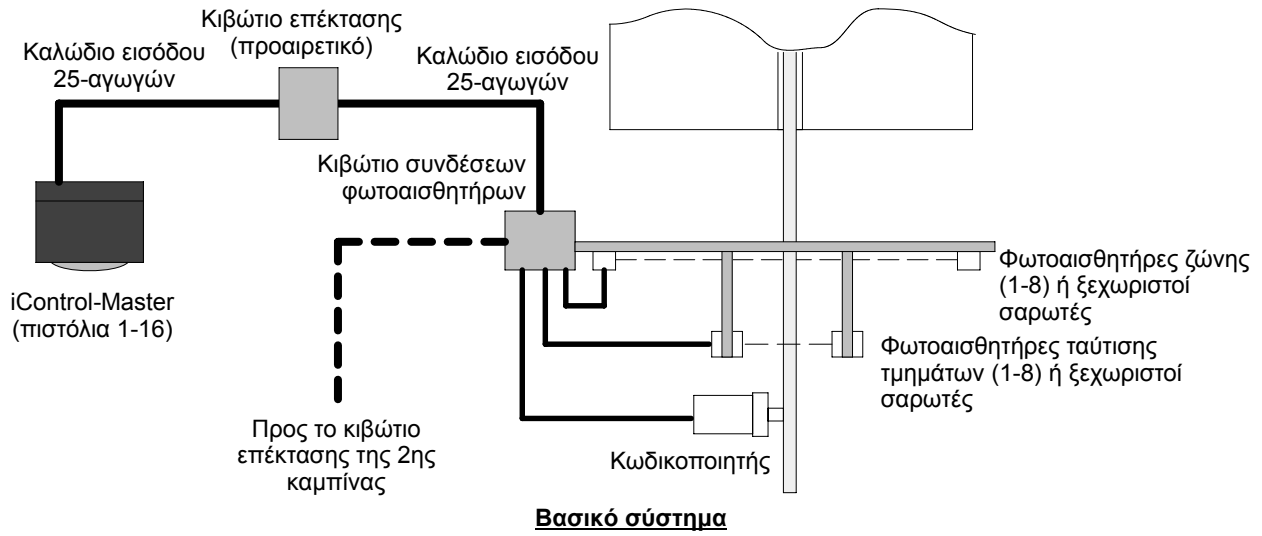 Κιβώτιο επέκτασης
(προαιρετικό)
Καλώδιο εισόδου
25-αγωγών
Καλώδιο εισόδου
25-αγωγών
Κιβώτιο συνδέσεων
φωτοαισθητήρων
iControl-Master
(πιστόλια 1-16)
Φωτοαισθητήρες ζώνης
(1-8) ή ξεχωριστοί
σαρωτές
Φωτοαισθητήρες ταύτισης
τμημάτων (1-8) ή ξεχωριστοί
σαρωτές
Προς το κιβώτιο
επέκτασης της 2ης
καμπίνας
Κωδικοποιητής
Βασικό σύστημα